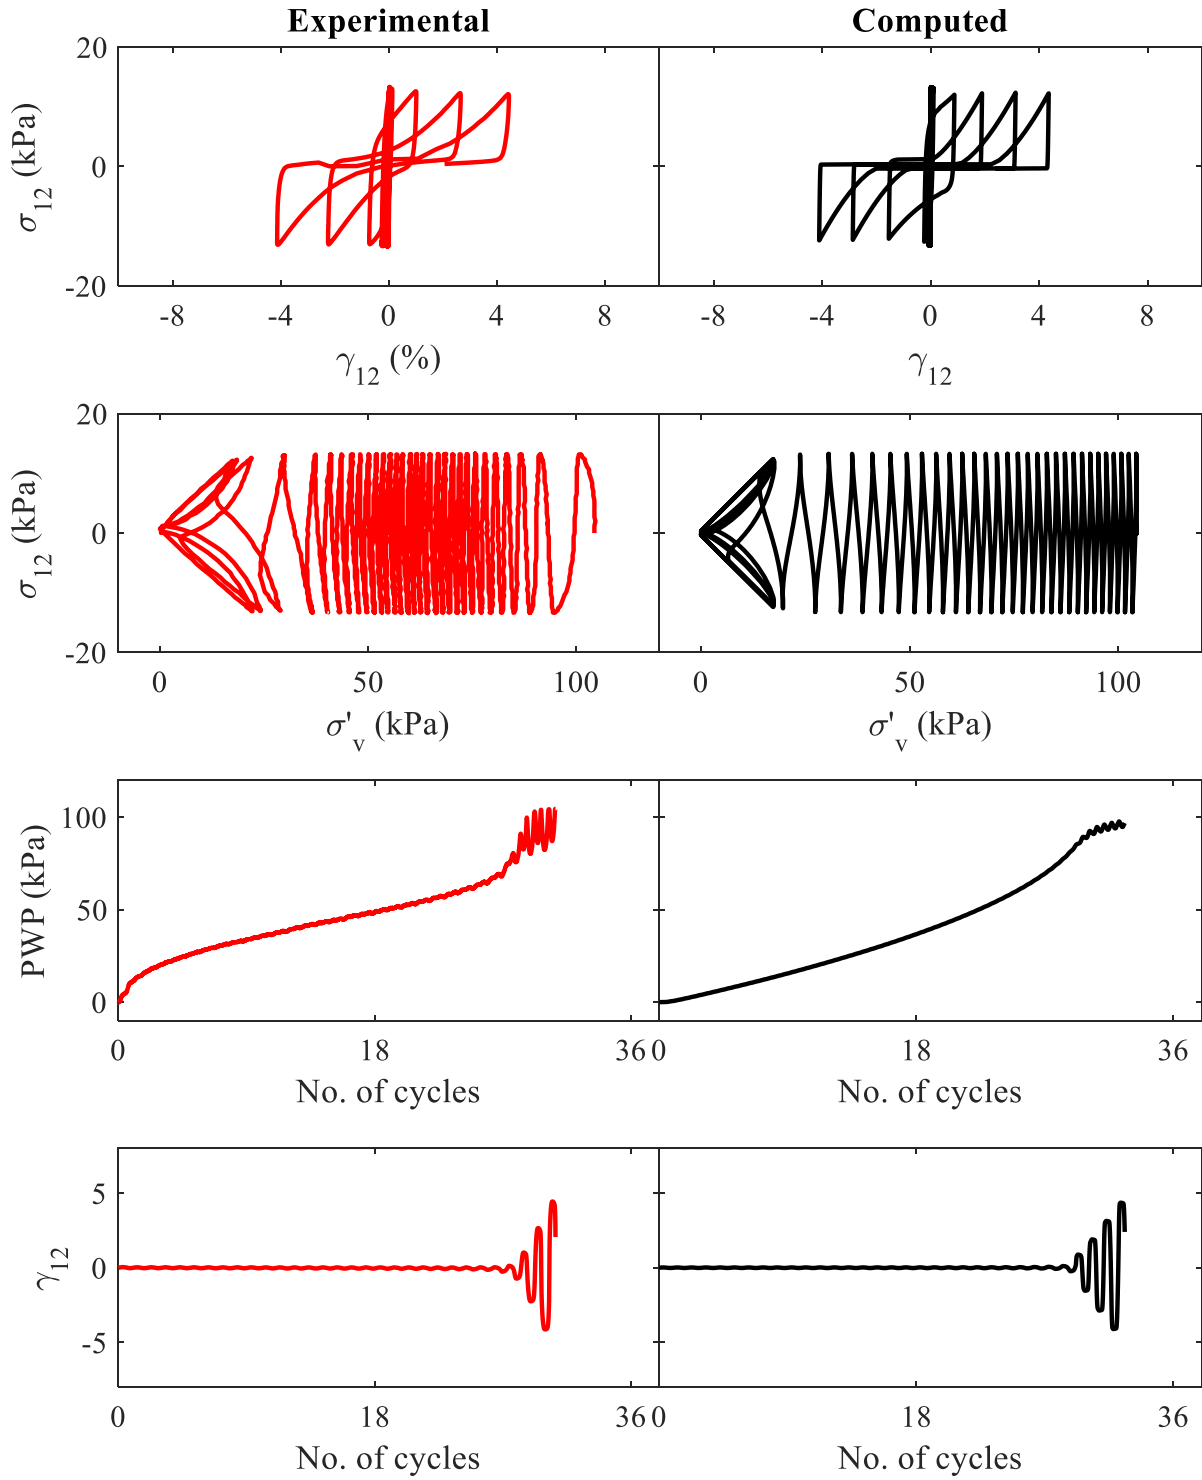 Experimental Computed
20
0
-20
σ12 (kPa)
-8 -4 0 4 8 -8 -4 0 4 8
γ12 (%) γ12
20
0
-20
σ12 (kPa)
0 50 100 0 50 100
σ'v (kPa) σ'v (kPa)
100
50
0
PWP (kPa)
0 18 36 0 18 36
No. of cycles No. of cycles
5
0
-5
γ12
0 18 36 0 18 36
No. of cycles No. of cycles